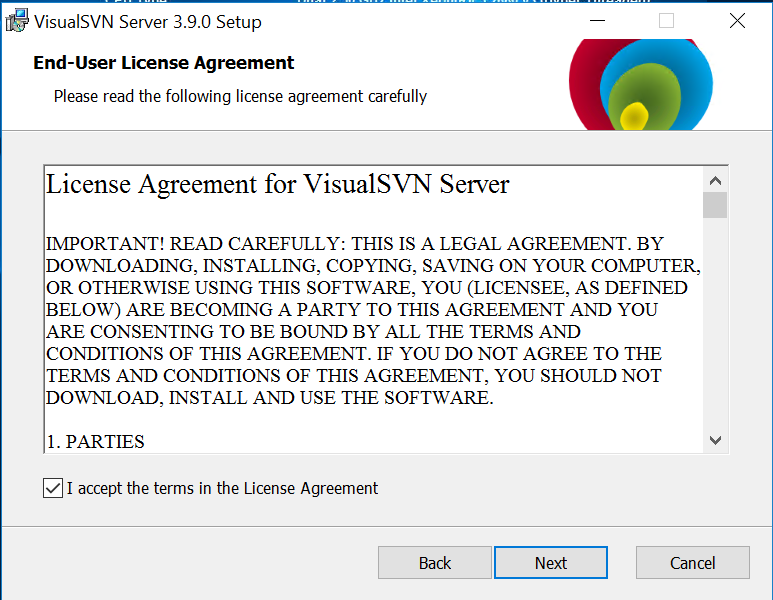 VisualSVN Server 3.9.0 Setup
End-User License Agreement
Please read the following license agreement carefully
License Agreement for VisualSVN Server
IMPORTANT! READ CAREFULLY: THIS IS A LEGAL AGREEMENT. BY
DOWNLOADING, INSTALLING, COPYING, SAVING ON YOUR COMPUTER,
OR OTHERWISE USING THIS SOFTWARE, YOU (LICENSEE, AS DEFINED
BELOW) ARE BECOMING A PARTY TO THIS AGREEMENT AND YOU
ARE CONSENTING TO BE BOUND BY ALL THE TERMS AND
CONDITIONS OF THIS AGREEMENT. IF YOU DO NOT AGREE TO THE
TERMS AND CONDITIONS OF THIS AGREEMENT, YOU SHOULD NOT
DOWNLOAD, INSTALL AND USE THE SOFTWARE.
1. PARTIES
I accept the terms in the License Agreement
Back Next Cancel